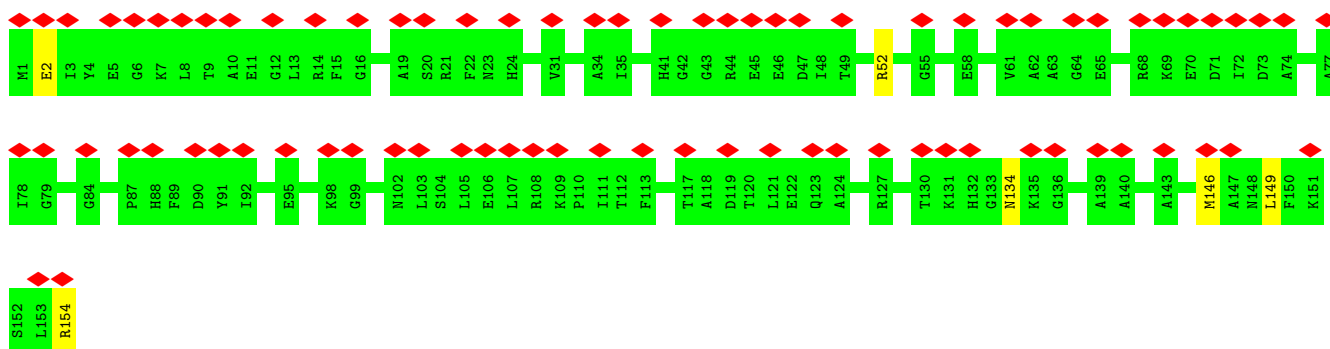 M1 E2 I3 Y4 E5 G6 K7 L8 T9 A10 E11 G12 L13 R14 F15 G16 A19 S20 R21 F22 N23 H24 V31 A34 I35 H41 G42 G43 R44 E45 E46 D47 I48 T49 R52 G55 E58 V61 A62 A63 G64 E65 R68 K69 E70 D71 I72 D73 A74 A77
I78 G79 G84 P87 H88 F89 D90 Y91 I92 E95 K98 G99 N102 L103 S104 L105 E106 L107 R108 K109 P110 I111 T112 F113 T117 A118 D119 T120 L121 E122 Q123 A124 R127 T130 K131 H132 G133 N134 K135 G136 A139 A140 A143 M146 A147 N148 L149 F150 K151
S152 L153 R154